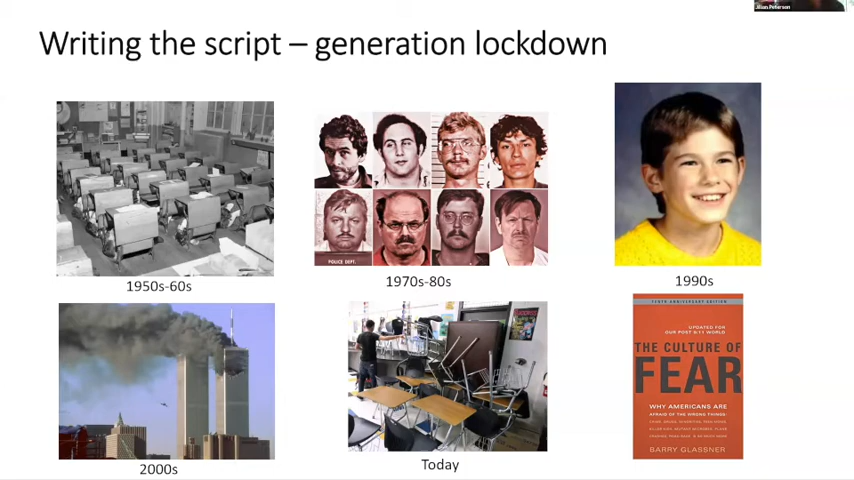 Jillian Peterson
Writing the script – generation lockdown
1950s-60s
POLICE DEPT.
1970s-80s
1990s
2000s
Today
TENTH ANNIVERSARY EDITION
UPDATED FOR
OUR POST-9/11 WORLD
THE CULTURE OF
FEAR
WHY AMERICANS ARE
AFRAID OF THE WRONG THINGS:
BARRY GLASSNER